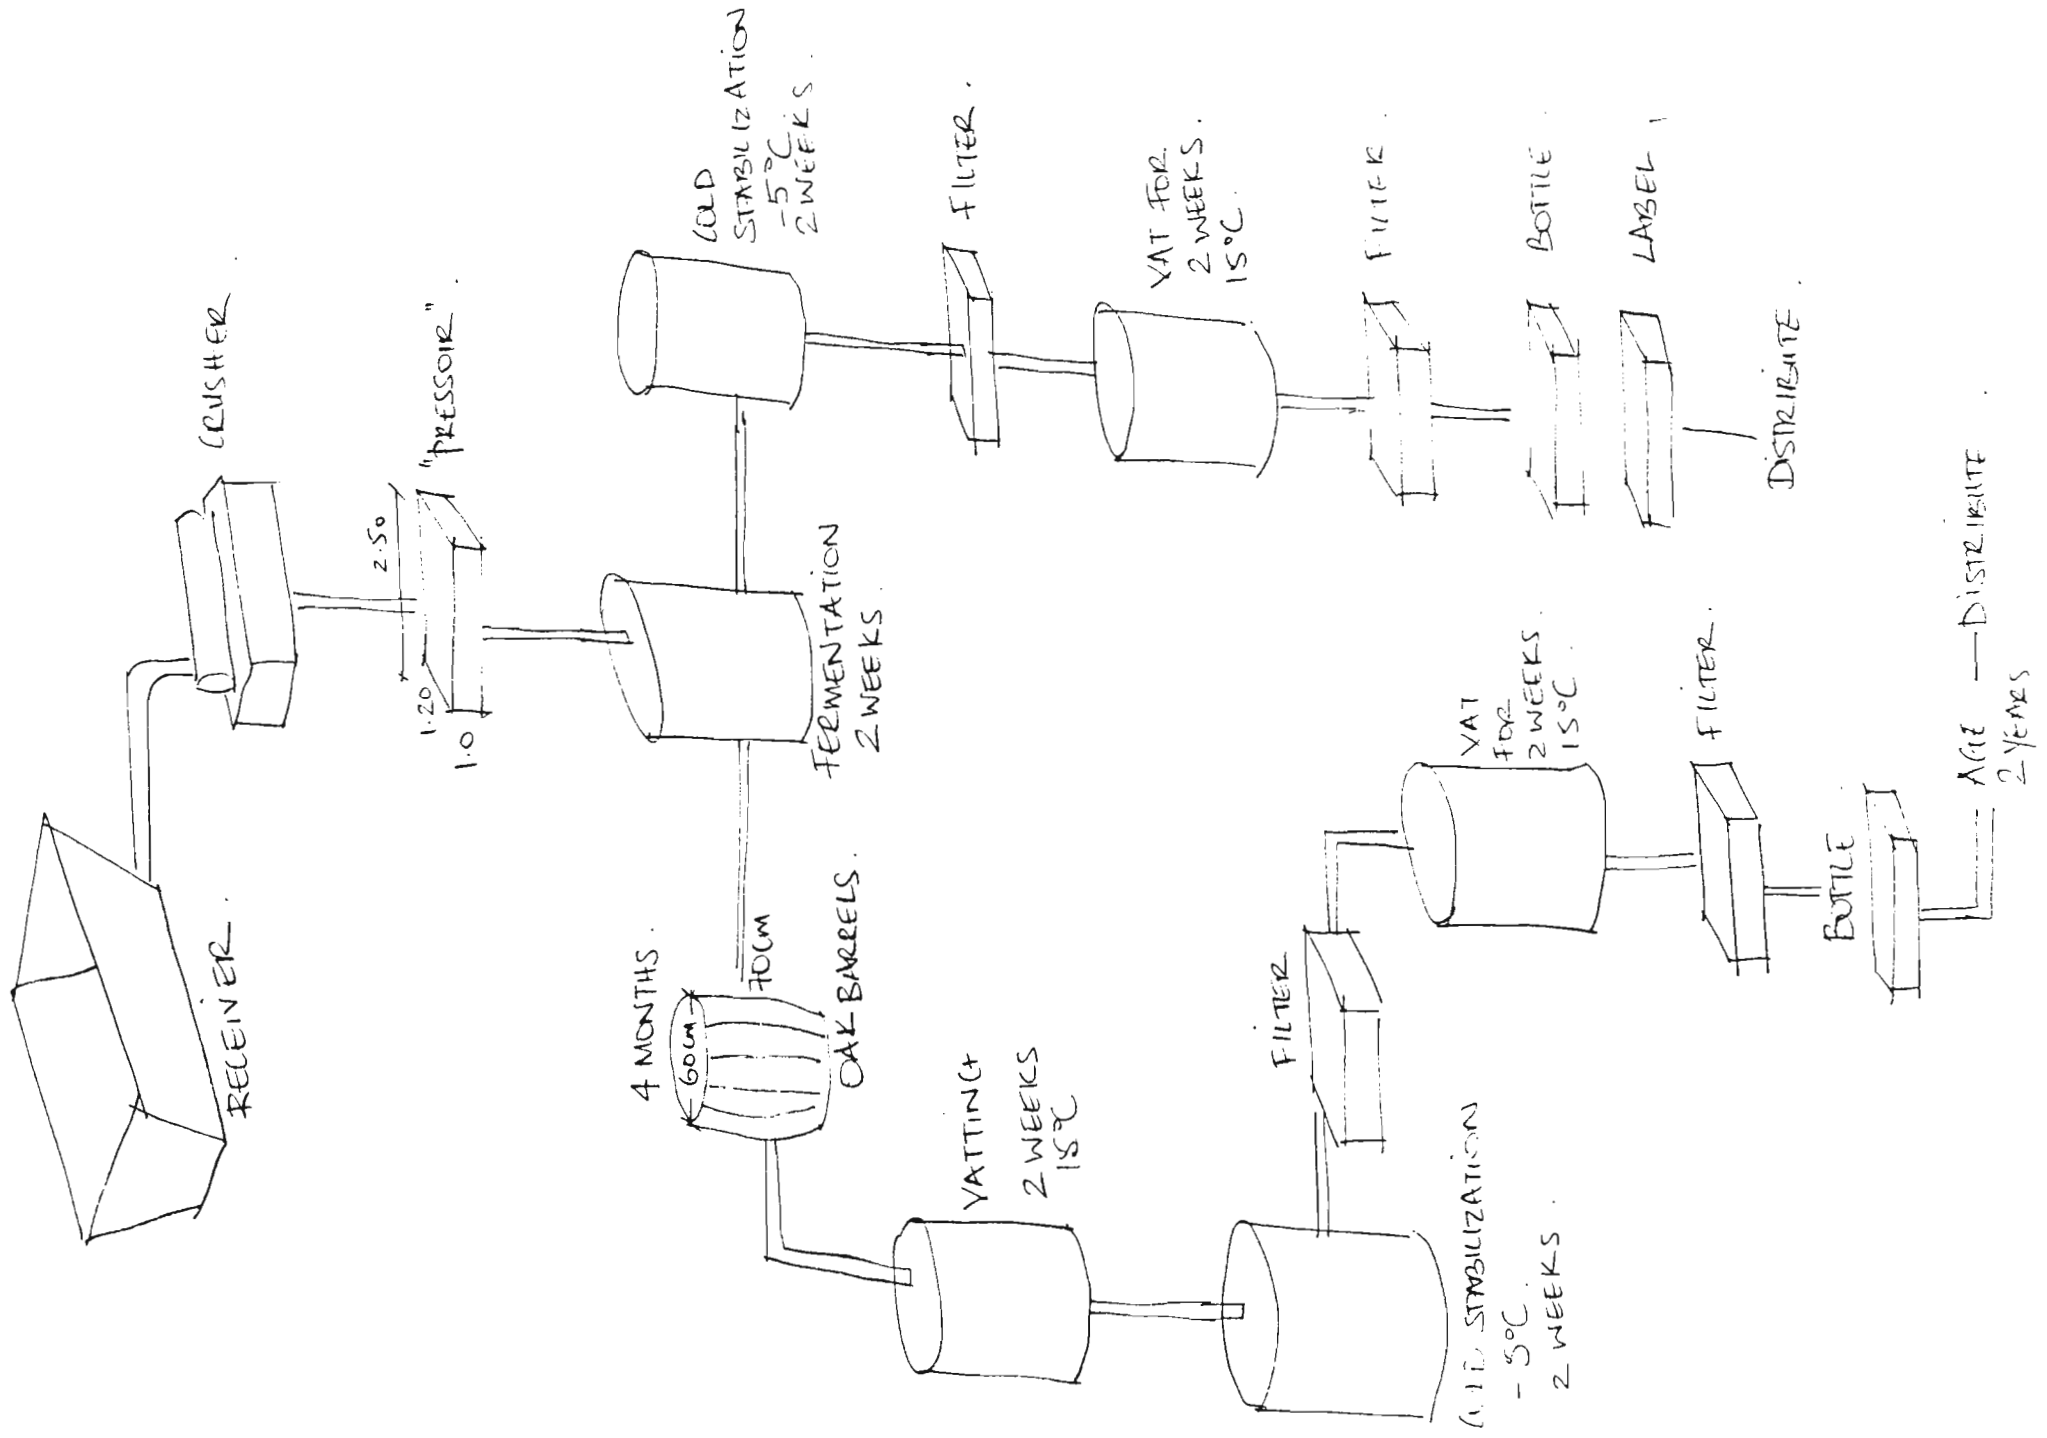 RECEIVER.
CRUSHER.
"PRESSOIR".
2.50
1.20
1.0
FERMENTATION
2 WEEKS.
COLD
STABILIZATION
-5°C
2 WEEKS.
FILTER.
VAT FOR
2 WEEKS.
15°C.
FILTER.
BOTTLE.
LABEL,
DISTRIBUTE.
4 MONTHS.
60cm
70cm
OAK BARRELS.
VATTING
2 WEEKS
15°C
COLD STABILIZATION
-5°C
2 WEEKS.
FILTER
VAT
FOR
2 WEEKS.
15°C.
FILTER.
BOTTLE
AGE — DISTRIBUTE.
2 YEARS